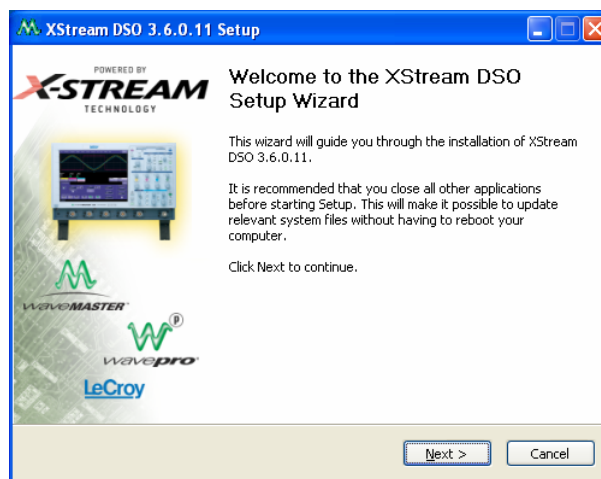 XStream DSO 3.6.0.11 Setup
POWERED BY
X-STREAM
TECHNOLOGY
WAVEMASTER
P
wavepro
LeCroy
Welcome to the XStream DSO
Setup Wizard
This wizard will guide you through the installation of XStream
DSO 3.6.0.11.
It is recommended that you close all other applications
before starting Setup. This will make it possible to update
relevant system files without having to reboot your
computer.
Click Next to continue.
Next >
Cancel